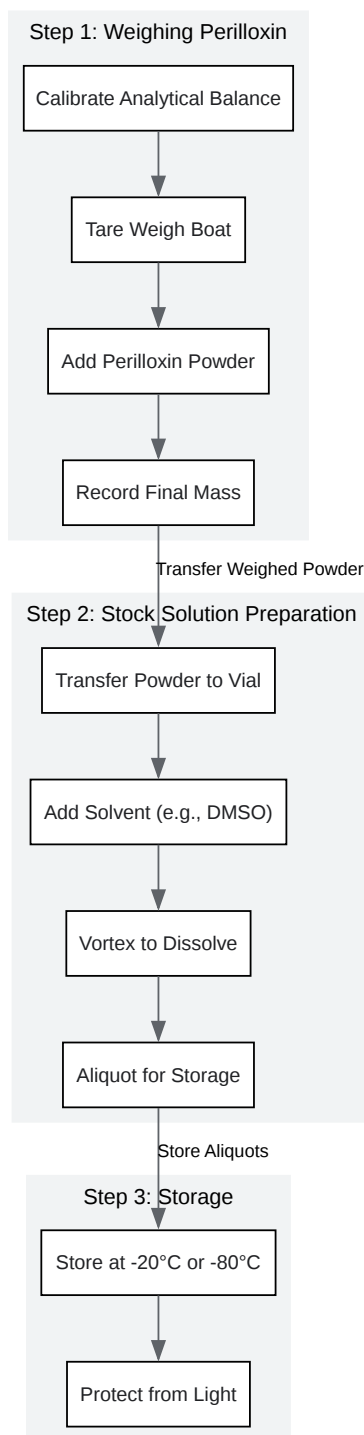 Step 1: Weighing Perilloxin
Calibrate Analytical Balance
Tare Weigh Boat
Add Perilloxin Powder
Record Final Mass
Transfer Weighed Powder
Step 2: Stock Solution Preparation
Transfer Powder to Vial
Add Solvent (e.g., DMSO)
Vortex to Dissolve
Aliquot for Storage
Store Aliquots
Step 3: Storage
Store at -20°C or -80°C
Protect from Light